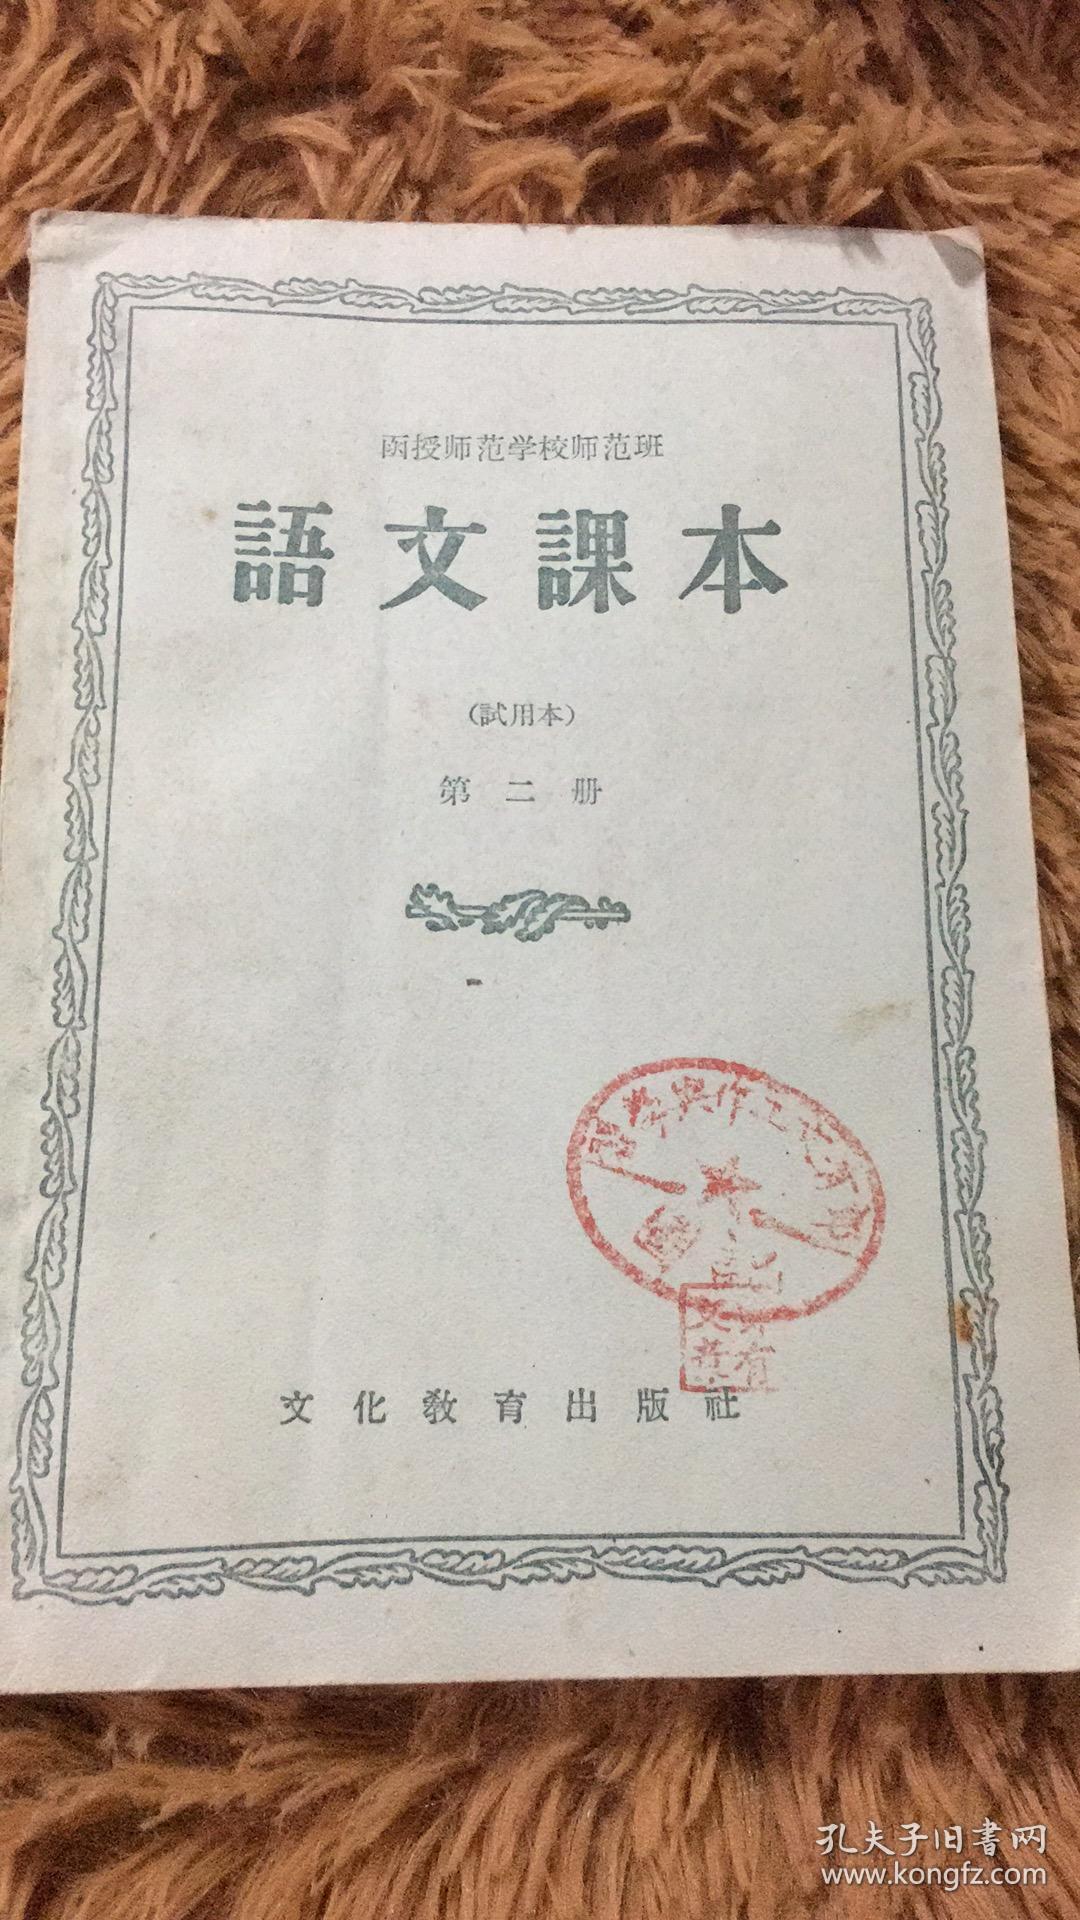 函授师范学校师范班
語文課本
(試用本)
第二册
文化教育出版社
孔夫子旧書网
www.kongfz.com